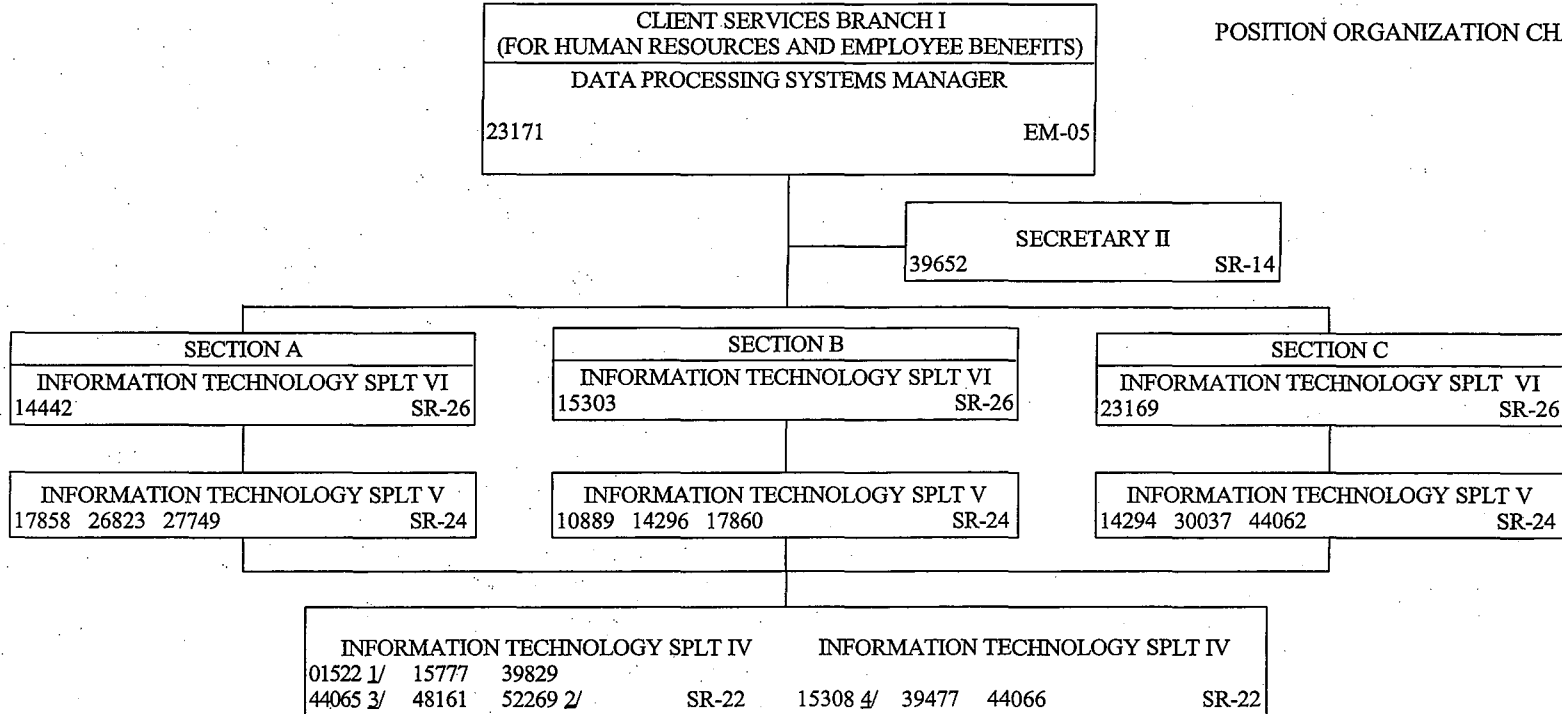 CLIENT SERVICES BRANCH I
(FOR HUMAN RESOURCES AND EMPLOYEE BENEFITS)
POSITION ORGANIZATION CHA
DATA PROCESSING SYSTEMS MANAGER
23171 EM-05
SECRETARY II
39652 SR-14
SECTION A
INFORMATION TECHNOLOGY SPLT VI
14442 SR-26
SECTION B
INFORMATION TECHNOLOGY SPLT VI
15303 SR-26
SECTION C
INFORMATION TECHNOLOGY SPLT VI
23169 SR-26
INFORMATION TECHNOLOGY SPLT V
17858 26823 27749 SR-24
INFORMATION TECHNOLOGY SPLT V
10889 14296 17860 SR-24
INFORMATION TECHNOLOGY SPLT V
14294 30037 44062 SR-24
INFORMATION TECHNOLOGY SPLT IV
01522 1/ 15777 39829
44065 3/ 48161 52269 2/ SR-22
INFORMATION TECHNOLOGY SPLT IV
15308 4/ 39477 44066 SR-22